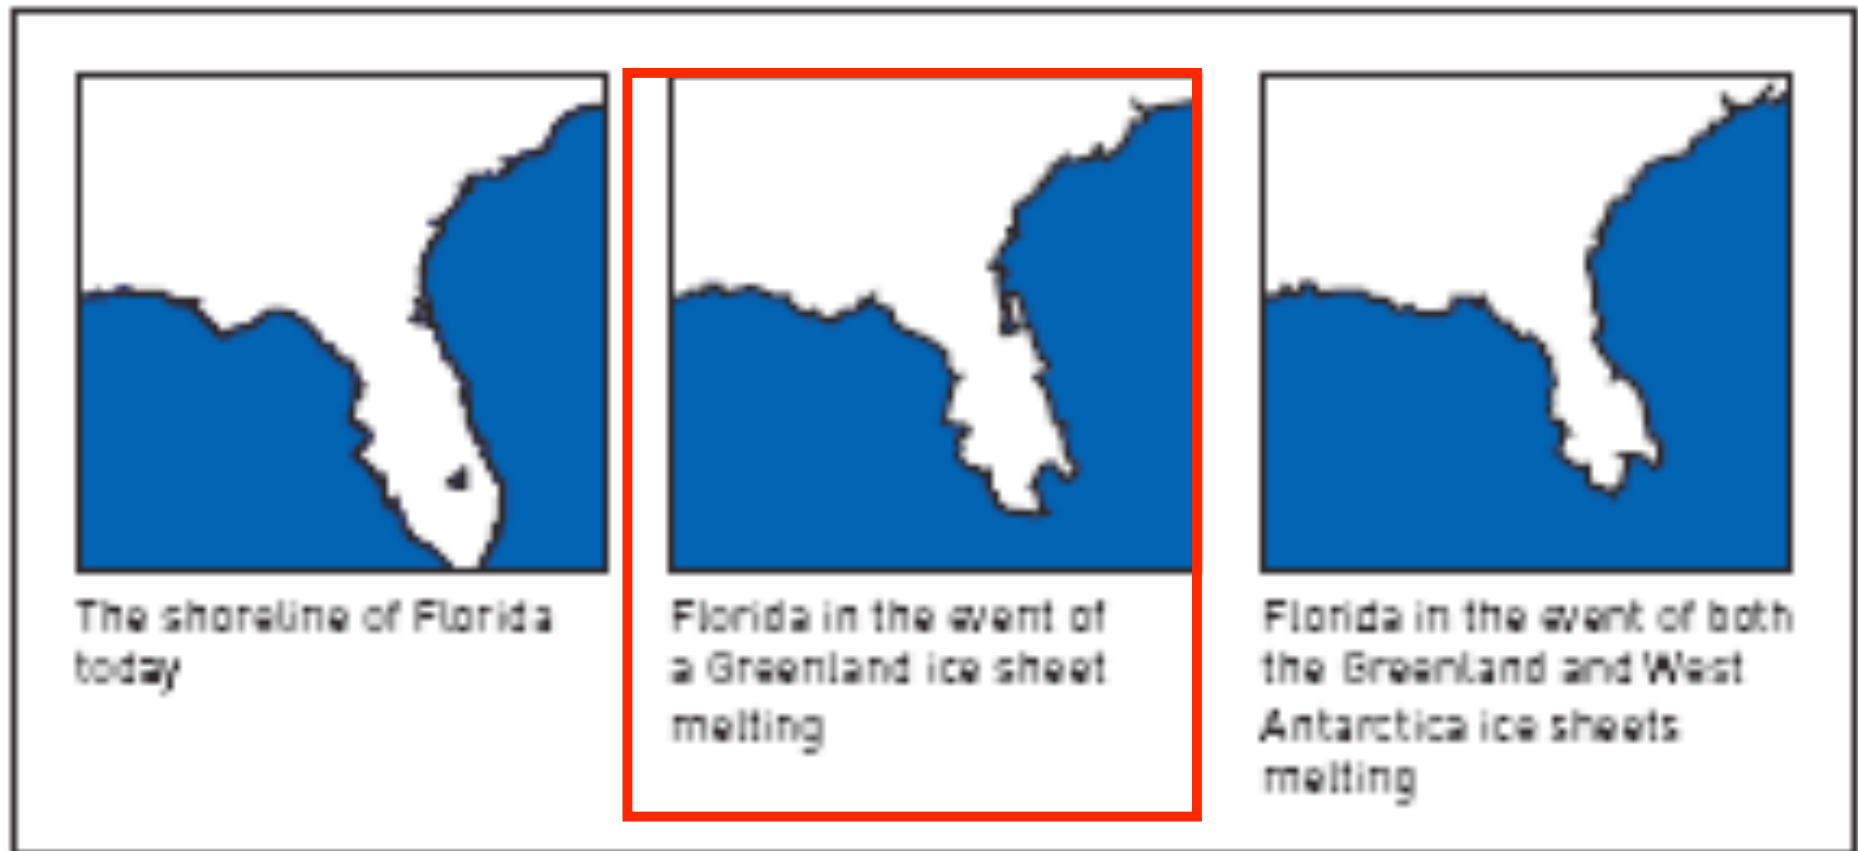 The shoreline of Florida
today
Florida in the event of
a Greenland ice sheet
melting
Florida in the event of both
the Greenland and West
Antarctica ice sheets
melting